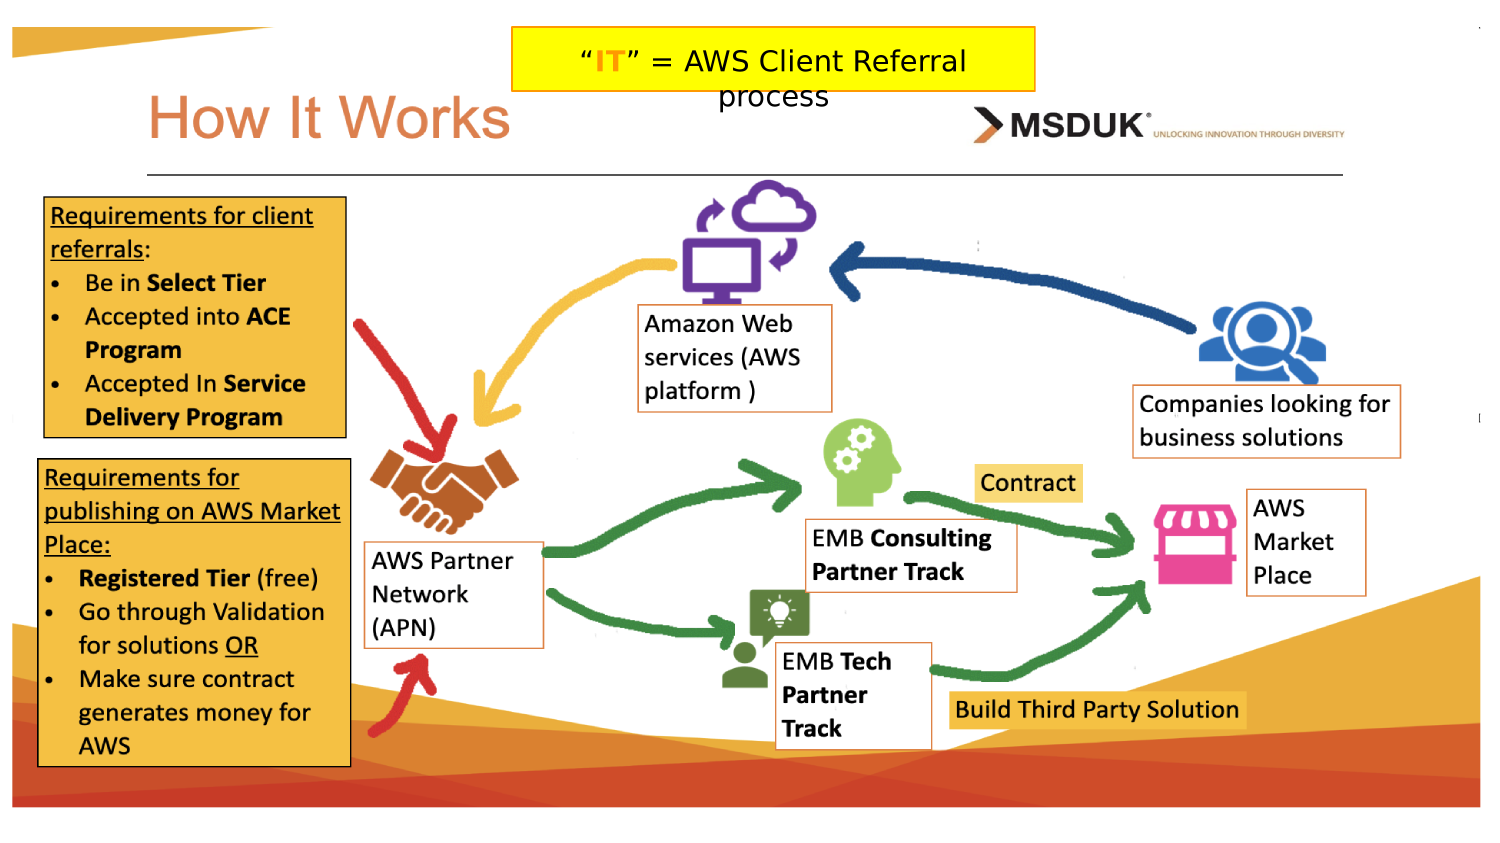 “IT” = AWS Client Referral
process
How It Works
MSDUK®
UNLOCKING INNOVATION THROUGH DIVERSITY
Requirements for client
referrals:
• Be in Select Tier
• Accepted into ACE
Program
• Accepted In Service
Delivery Program
Amazon Web
services (AWS
platform )
Companies looking for
business solutions
Requirements for
publishing on AWS Market
Place:
• Registered Tier (free)
• Go through Validation
for solutions OR
• Make sure contract
generates money for
AWS
AWS Partner
Network
(APN)
EMB Consulting
Partner Track
Contract
AWS
Market
Place
EMB Tech
Partner
Track
Build Third Party Solution